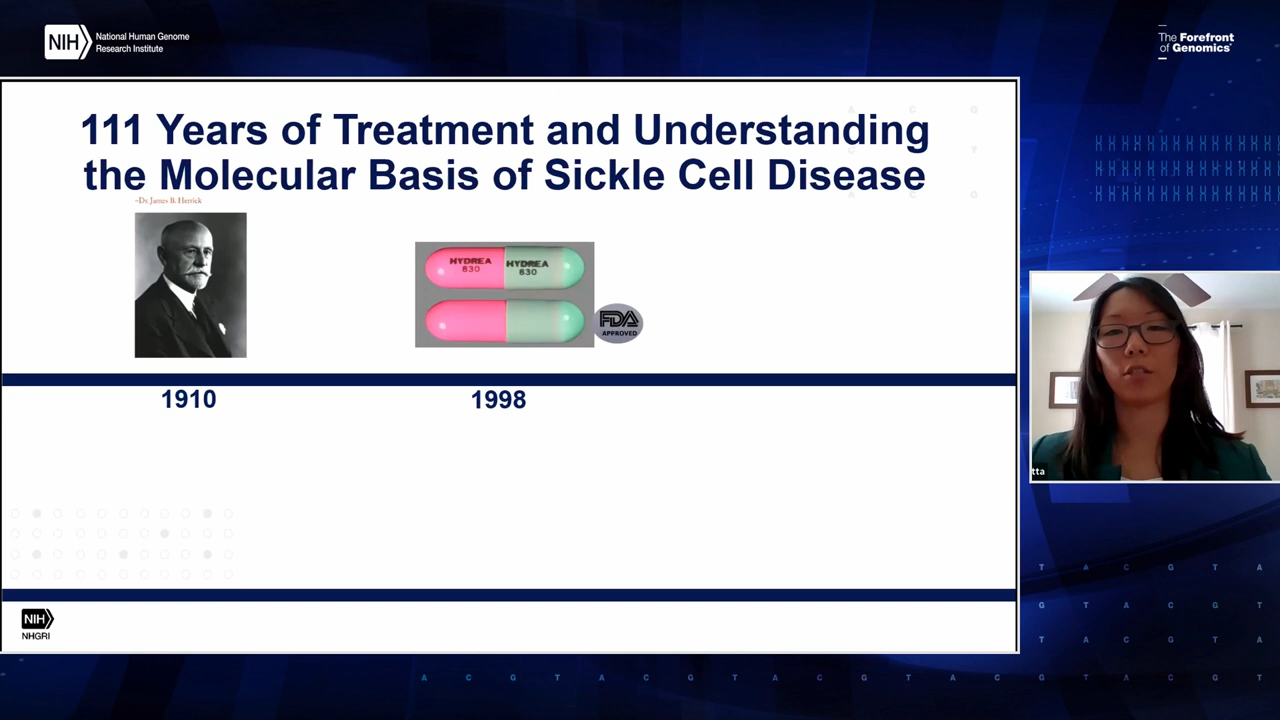 NIH
National Human Genome
Research Institute
The Forefront
of Genomics®
111 Years of Treatment and Understanding
the Molecular Basis of Sickle Cell Disease
~Dr. James B. Herrick
HYDREA HYDREA
830 830
FDA
APPROVED
1910 1998
tta
NIH
NHGRI
A C G
T
A C G
T A C G T A
G T A C G T
T A C G T A
A C G T A C G T A C G T A C G T A C G T